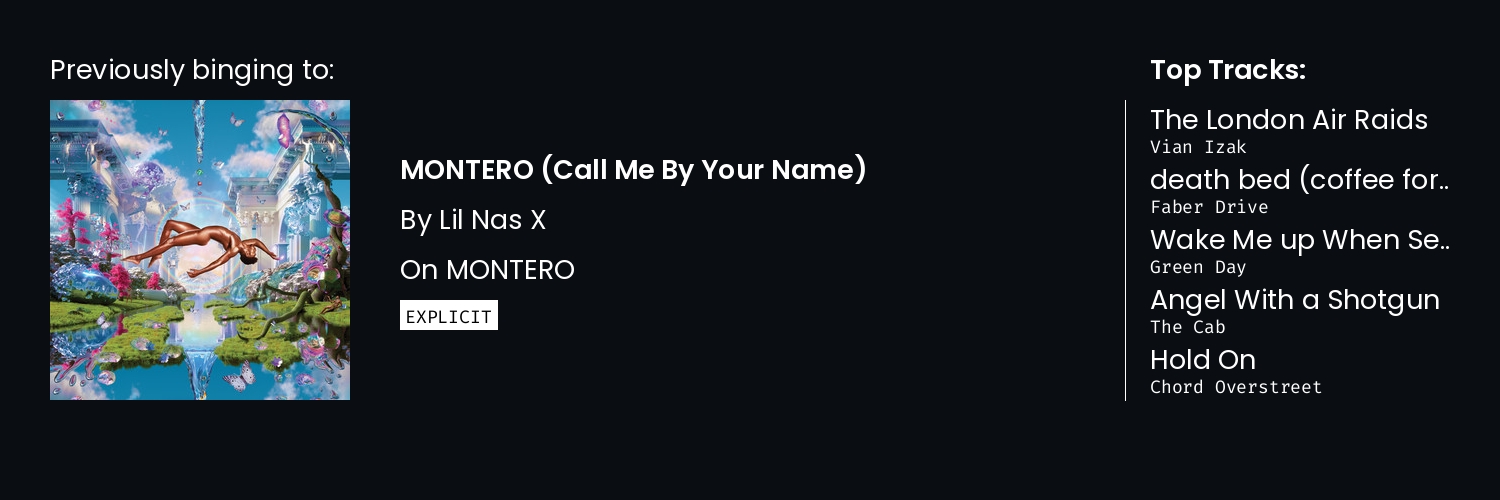 Previously binging to:
MONTERO (Call Me By Your Name)
By Lil Nas X
On MONTERO
EXPLICIT
Top Tracks:
The London Air Raids
Vian Izak
death bed (coffee for..
Faber Drive
Wake Me up When Se..
Green Day
Angel With a Shotgun
The Cab
Hold On
Chord Overstreet